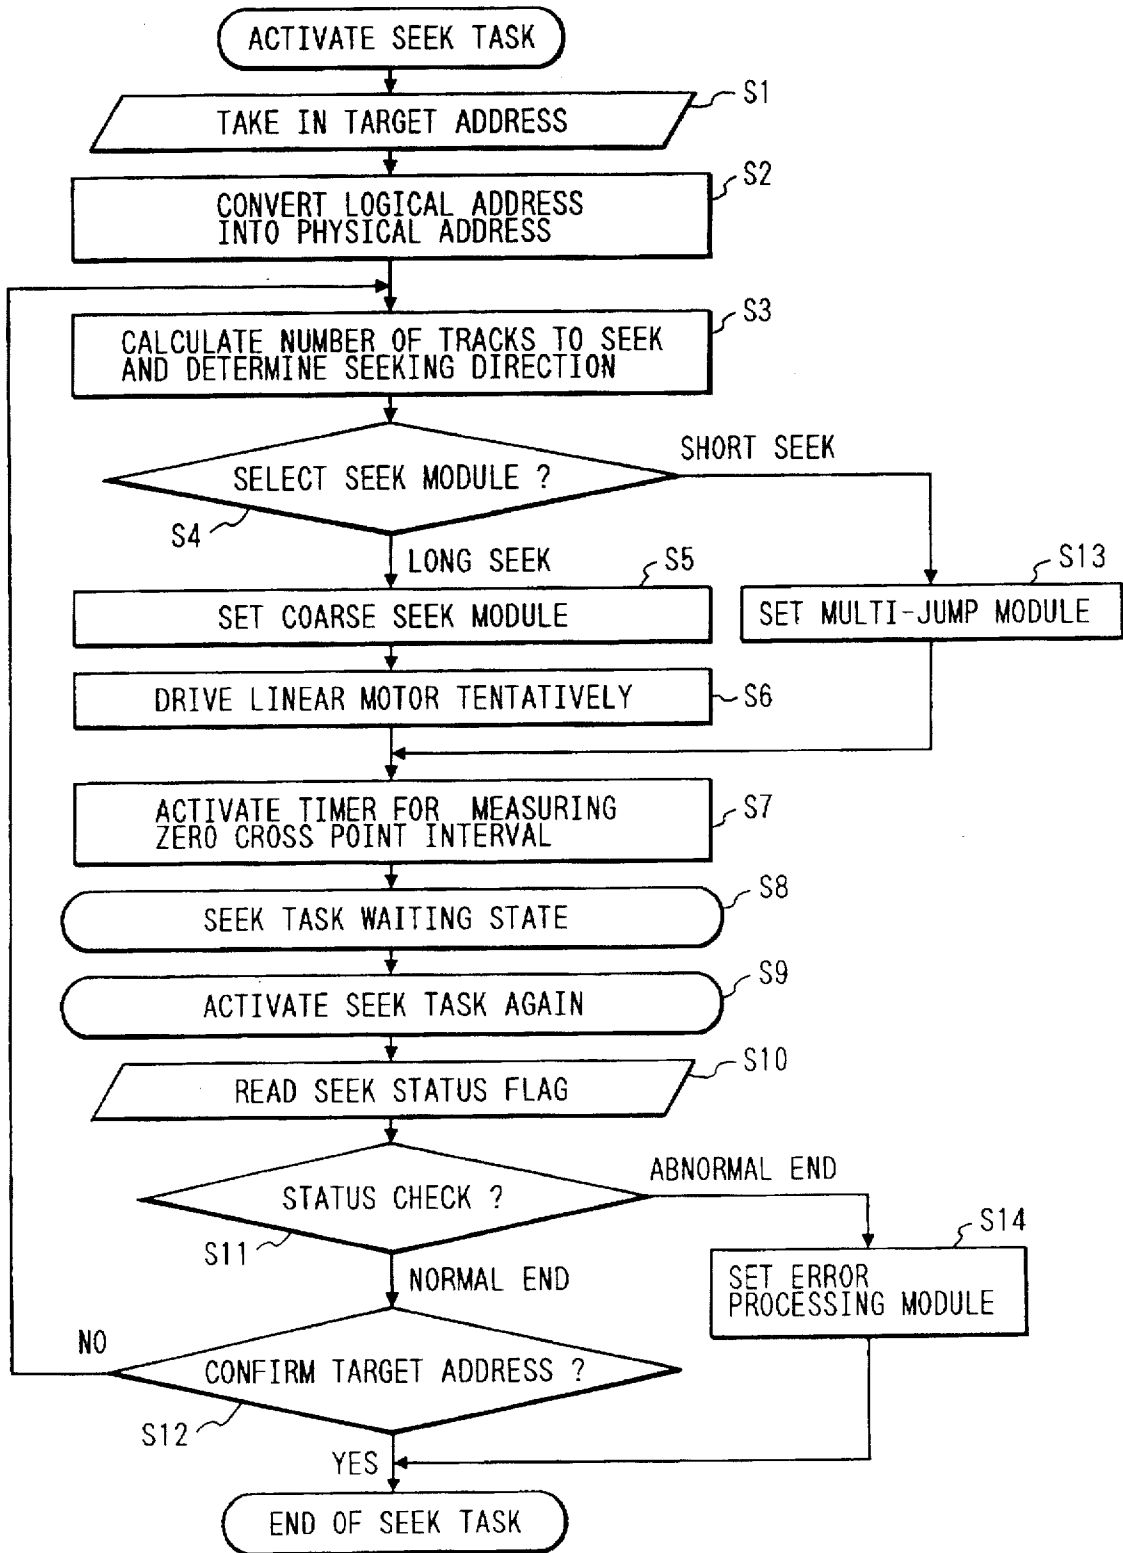 ACTIVATE SEEK TASK
S1
TAKE IN TARGET ADDRESS
S2
CONVERT LOGICAL ADDRESS
INTO PHYSICAL ADDRESS
S3
CALCULATE NUMBER OF TRACKS TO SEEK
AND DETERMINE SEEKING DIRECTION
SHORT SEEK
SELECT SEEK MODULE ?
S4
LONG SEEK
S5
S13
SET COARSE SEEK MODULE
SET MULTI-JUMP MODULE
DRIVE LINEAR MOTOR TENTATIVELY
S6
ACTIVATE TIMER FOR MEASURING
ZERO CROSS POINT INTERVAL
S7
S8
SEEK TASK WAITING STATE
S9
ACTIVATE SEEK TASK AGAIN
S10
READ SEEK STATUS FLAG
ABNORMAL END
STATUS CHECK ?
S11
S14
NORMAL END
SET ERROR
PROCESSING MODULE
NO
CONFIRM TARGET ADDRESS ?
S12
YES
END OF SEEK TASK